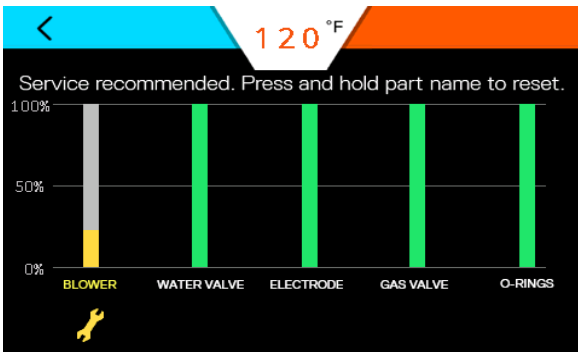 120°F
Service recommended. Press and hold part name to reset.
100%
50%
0%
BLOWER WATER VALVE ELECTRODE GAS VALVE O-RINGS